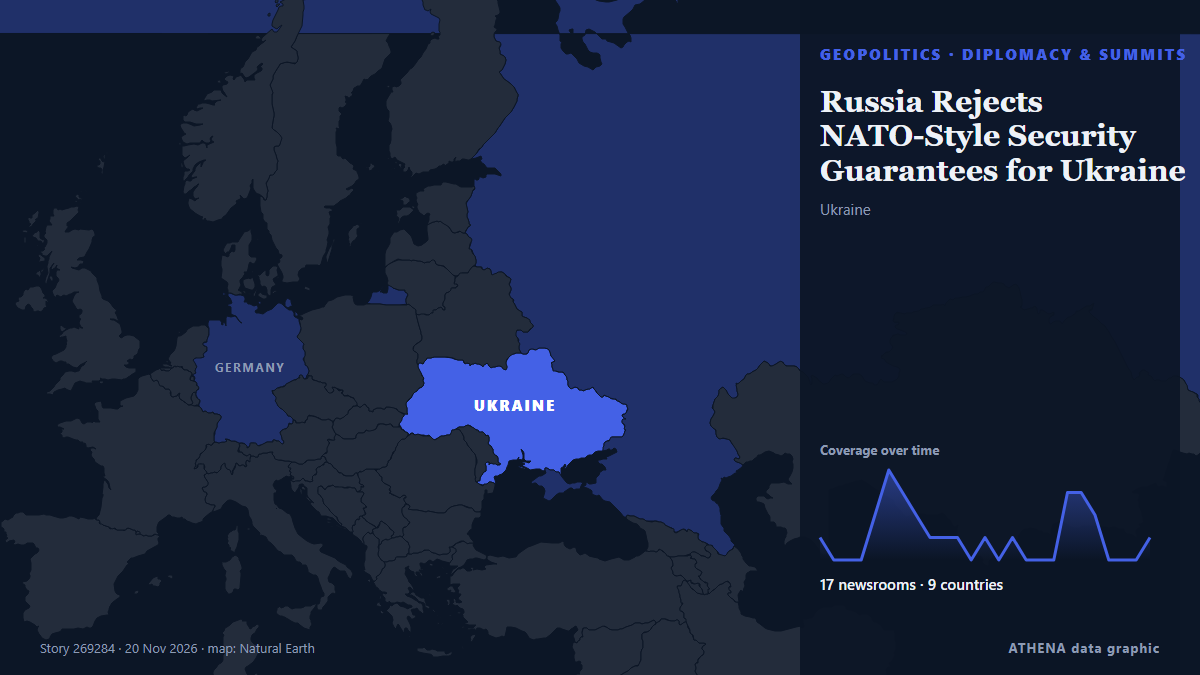 GEOPOLITICS · DIPLOMACY & SUMMITS
Russia Rejects
NATO-Style Security
Guarantees for Ukraine
Ukraine
GERMANY
UKRAINE
Coverage over time
17 newsrooms · 9 countries
Story 269284 · 20 Nov 2026 · map: Natural Earth
ATHENA data graphic